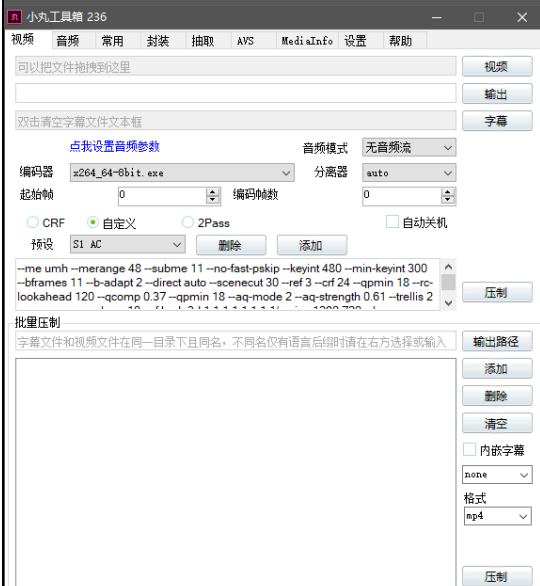 小丸工具箱 236
视频 音频 常用 封装 抽取 AVS MediaInfo 设置 帮助
可以把文件拖拽到这里 视频
输出
双击清空字幕文件文本框 字幕
点我设置音频参数 音频模式 无音频流
编码器 x264_64-8bit.exe 分离器 auto
起始帧 0 编码帧数 0
CRF 自定义 2Pass 自动关机
预设 S1 AC 删除 添加
--me umh --merange 48 --subme 11 --no-fast-pskip --keyint 480 --min-keyint 300
--bframes 11 --b-adapt 2 --direct auto --scenecut 30 --ref 3 --crf 24 --qpmin 18 --rc-
lookahead 120 --qcomp 0.37 --qpmin 18 --aq-mode 2 --aq-strength 0.61 --trellis 2
压制
批量压制
字幕文件和视频文件在同一目录下且同名，不同名仅有语言后缀时请在右方选择或输入 输出路径
添加
删除
清空
内嵌字幕
none
格式
mp4
压制